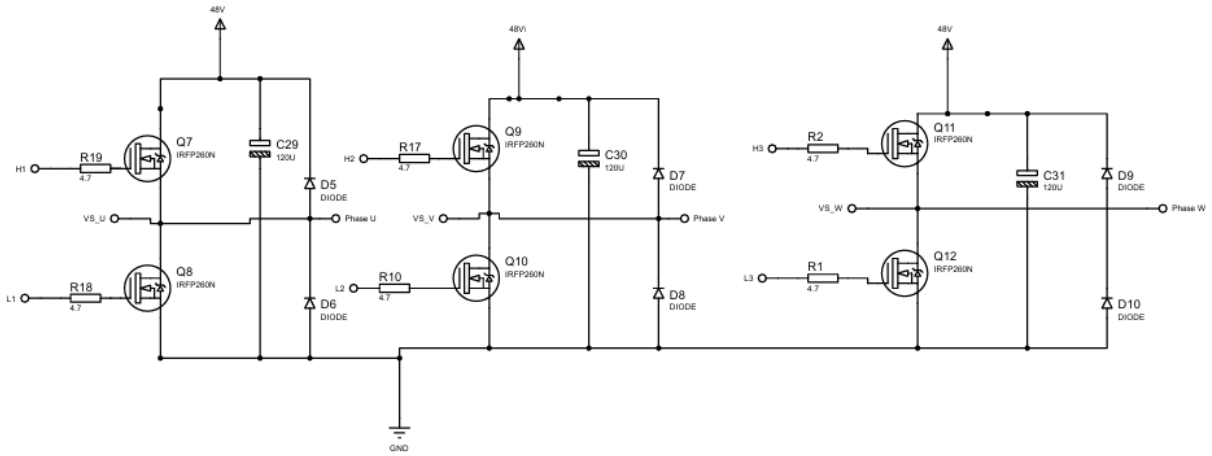 48V
48V\
48V
Q7
IRFP260N
R19
4.7
H1
C29
120U
D5
DIODE
VS_U
Phase U
Q8
IRFP260N
R18
4.7
L1
D6
DIODE
Q9
IRFP260N
R17
4.7
H2
C30
120U
D7
DIODE
VS_V
Phase V
Q10
IRFP260N
R10
4.7
L2
D8
DIODE
Q11
IRFP260N
R2
4.7
H3
C31
120U
D9
DIODE
VS_W
Phase W
Q12
IRFP260N
R1
4.7
L3
D10
DIODE
GND